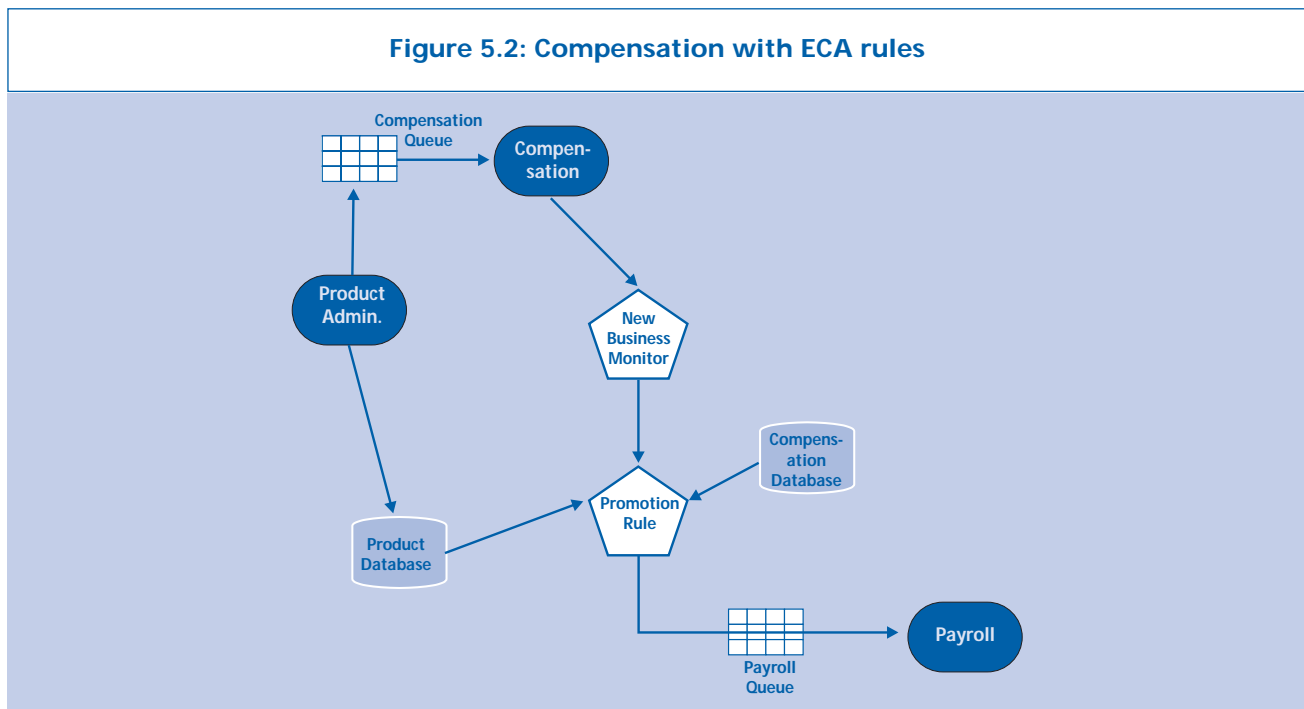 Figure 5.2: Compensation with ECA rules
Compensation
Queue
Compen-
sation
Product
Admin.
New
Business
Monitor
Compens-
ation
Database
Promotion
Rule
Product
Database
Payroll
Payroll
Queue